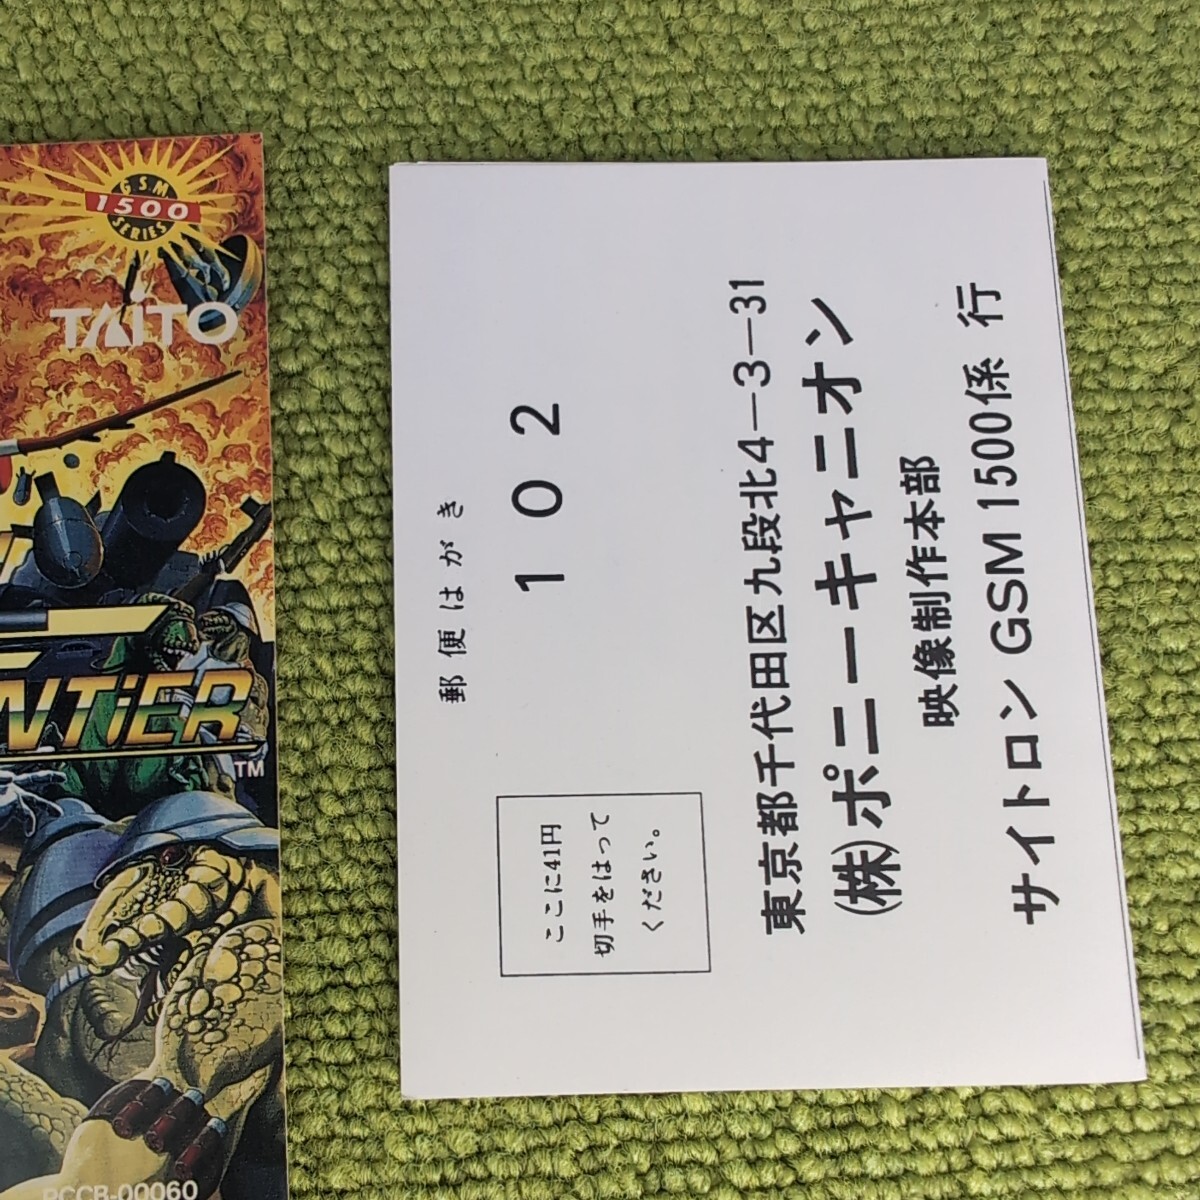 GSM
1500
SERIES
TAITO
NTiER
TM
PCCB-00060
郵便はがき
102
ここに41円
切手をはって
ください。
東京都千代田区九段北4-3-31
(株)ポニーキャニオン
映像制作本部
サイトロン GSM 1500係 行